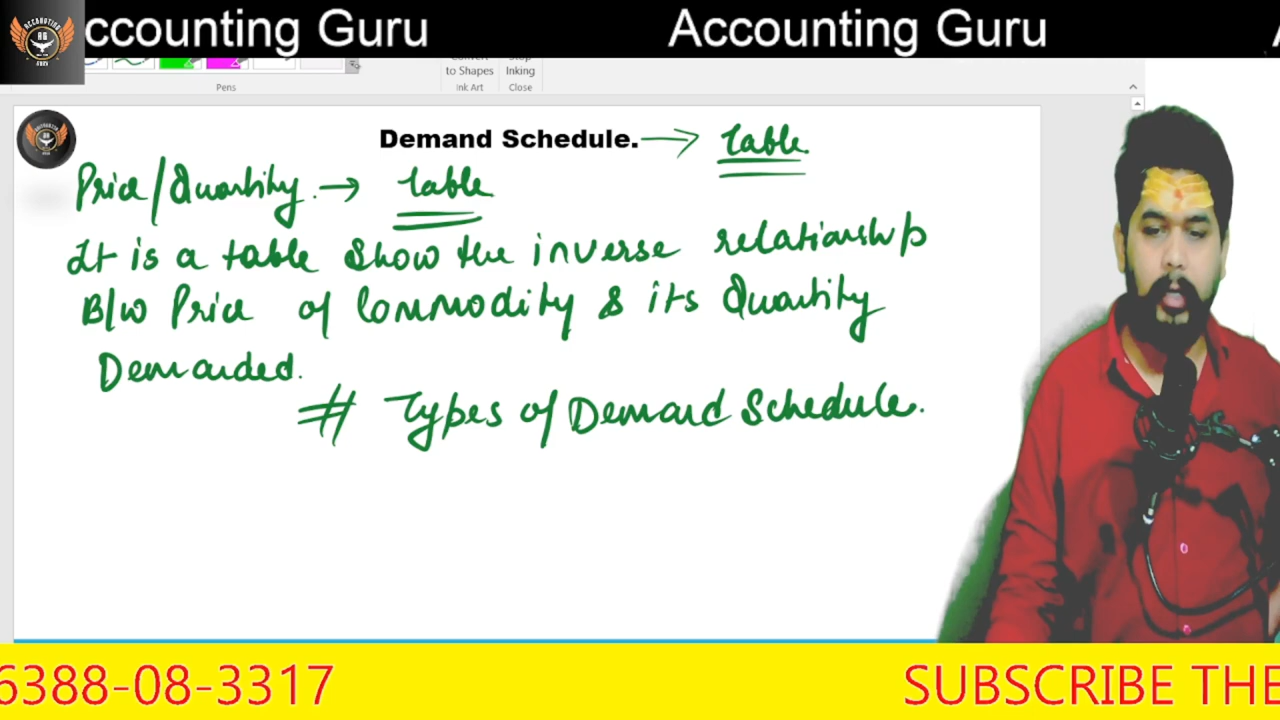 ccounting Guru
Accounting Guru
A
to Shapes
Inking
Pens
Ink Art
Close
Demand Schedule. → table.
Price/Quantity. → table
It is a table show the inverse relationship
B/w Price of Commodity & its Quantity
Demanded.
# Types of Demand Schedule.
6388-08-3317
SUBSCRIBE THE